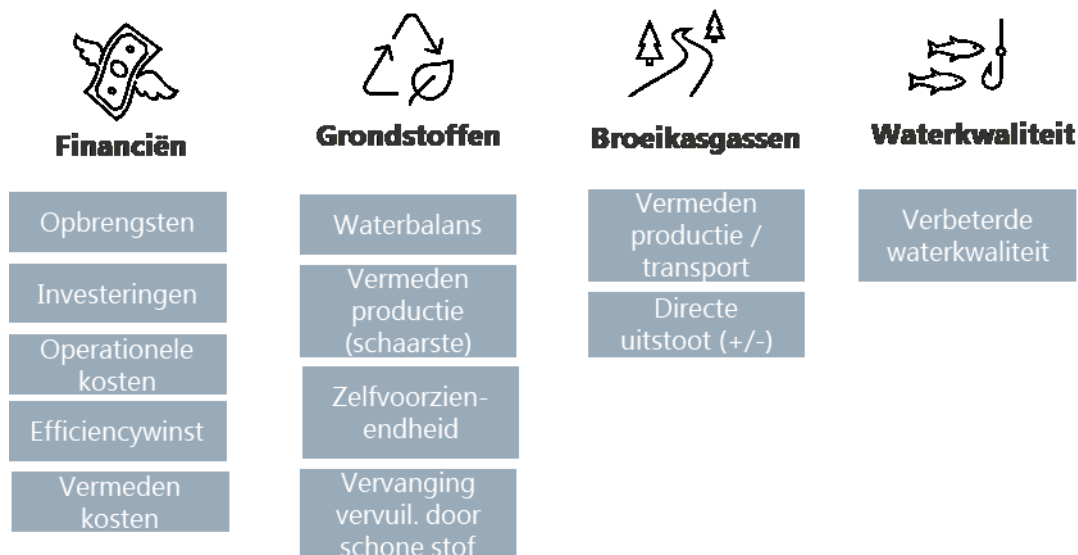 Financiën
Opbrengsten
Investeringen
Operationele
kosten
Efficiencywinst
Vermeden
kosten
Grondstoffen
Waterbalans
Vermeden
productie
(schaarste)
Zelfvoorzien-
endheid
Vervanging
vervuil. door
schone stof
Broeikasgassen
Vermeden
productie /
transport
Directe
uitstoot (+/-)
Waterkwaliteit
Verbeterde
waterkwaliteit